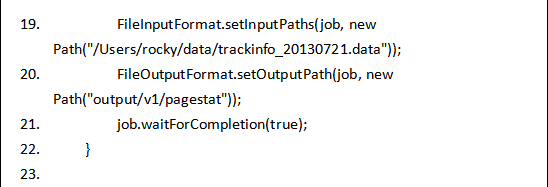 19. FileInputFormat.setInputPaths(job, new
Path("/Users/rocky/data/trackinfo_20130721.data"));
20. FileOutputFormat.setOutputPath(job, new
Path("output/v1/pagestat"));
21. job.waitForCompletion(true);
22. }
23.